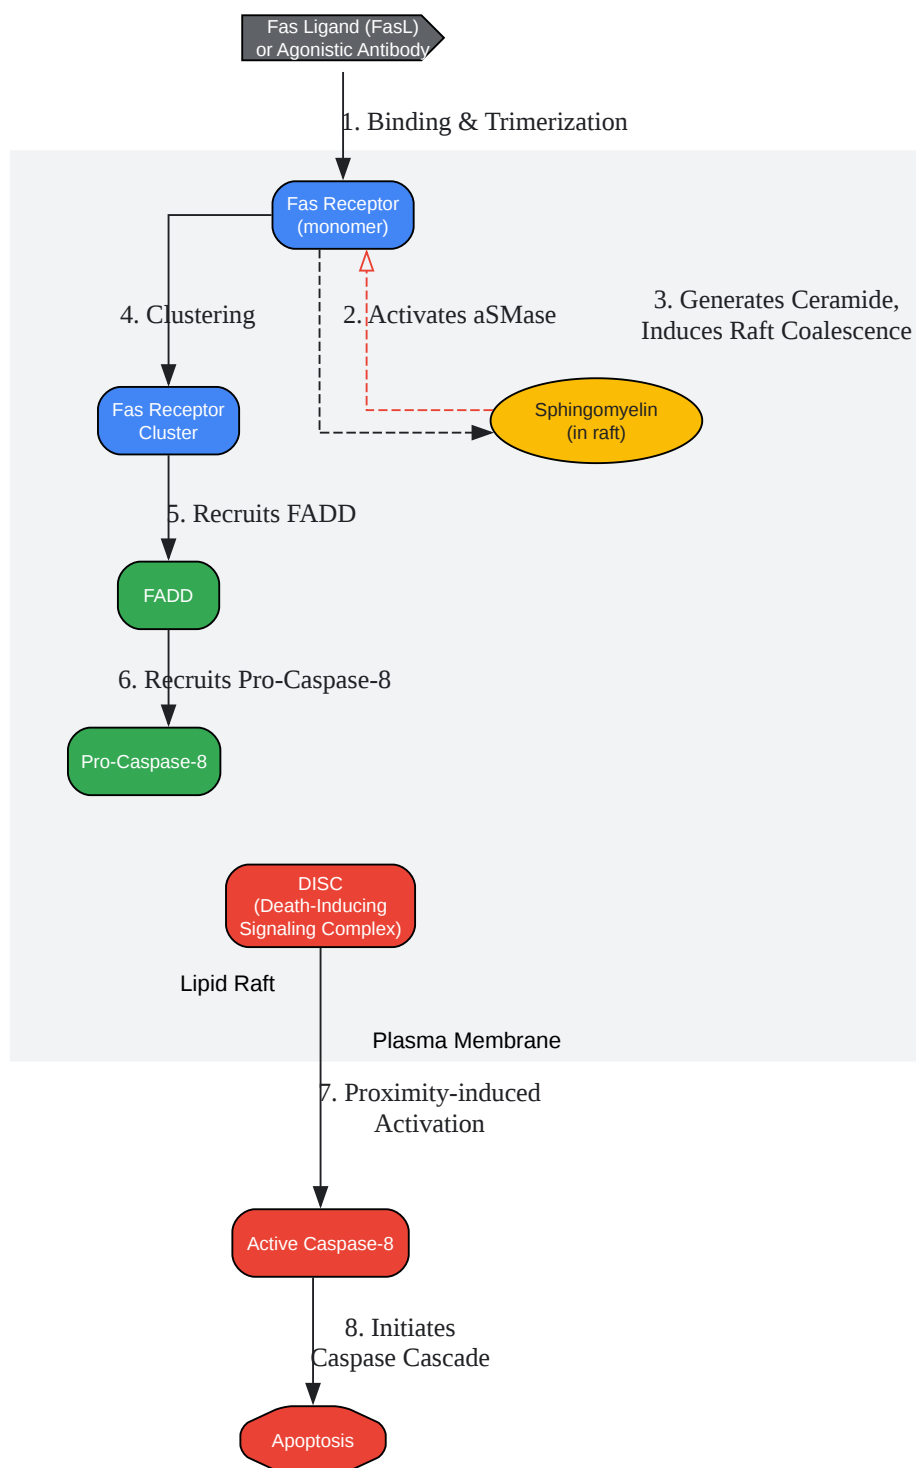 Fas Ligand (FasL)
or Agonistic Antibody
1. Binding & Trimerization
Fas Receptor
(monomer)
4. Clustering
2. Activates aSMase
3. Generates Ceramide,
Induces Raft Coalescence
Fas Receptor
Cluster
Sphingomyelin
(in raft)
5. Recruits FADD
FADD
6. Recruits Pro-Caspase-8
Pro-Caspase-8
DISC
(Death-Inducing
Signaling Complex)
Lipid Raft
Plasma Membrane
7. Proximity-induced
Activation
Active Caspase-8
8. Initiates
Caspase Cascade
Apoptosis